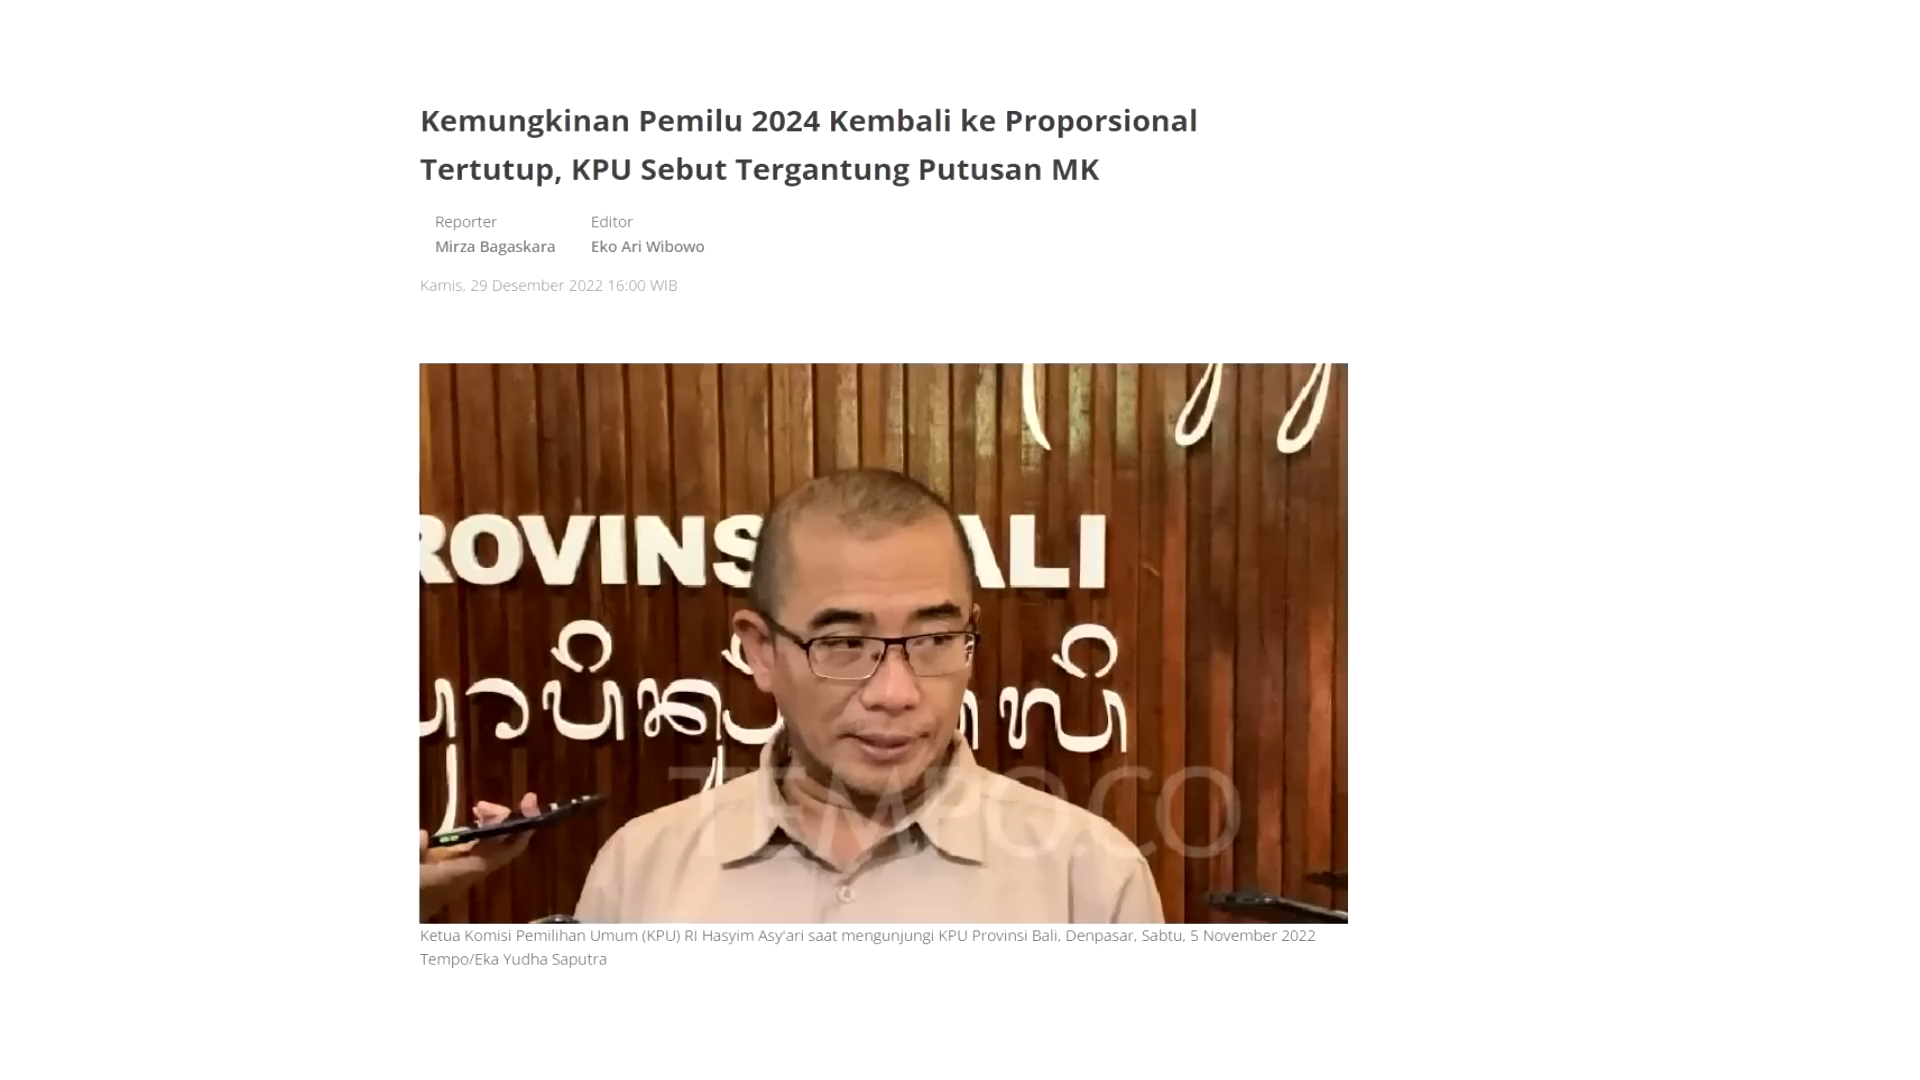 Kemungkinan Pemilu 2024 Kembali ke Proporsional
Tertutup, KPU Sebut Tergantung Putusan MK
Reporter
Editor
Mirza Bagaskara
Eko Ari Wibowo
Kamis, 29 Desember 2022 16:00 WIB
ROVINS ALI
TEMPO.CO
Ketua Komisi Pemilihan Umum (KPU) RI Hasyim Asy'ari saat mengunjungi KPU Provinsi Bali, Denpasar, Sabtu, 5 November 2022
Tempo/Eka Yudha Saputra